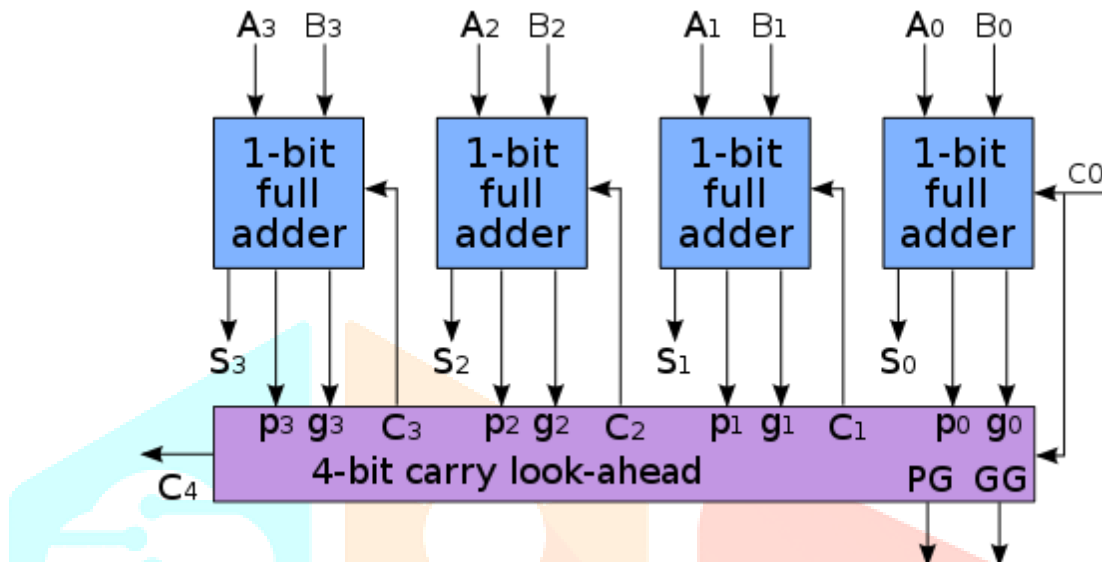 A3 B3 A2 B2 A1 B1 A0 B0
1-bit full adder
1-bit full adder
1-bit full adder
1-bit full adder
C0
S3 S2 S1 S0
p3 g3 C3 p2 g2 C2 p1 g1 C1 p0 g0
4-bit carry look-ahead PG GG
C4